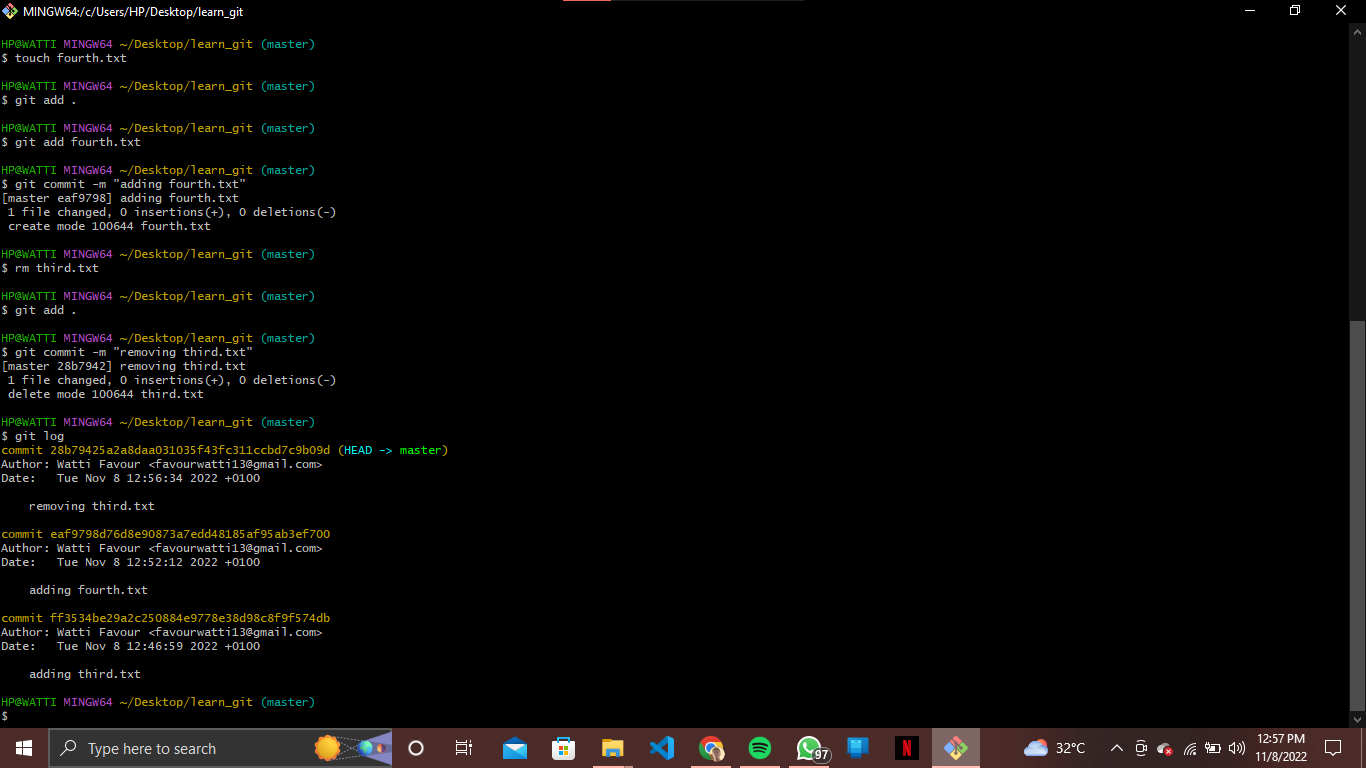 MINGW64:/c/Users/HP/Desktop/learn_git
HP@WATTI MINGW64 ~/Desktop/learn_git (master)
$ touch fourth.txt
HP@WATTI MINGW64 ~/Desktop/learn_git (master)
$ git add .
HP@WATTI MINGW64 ~/Desktop/learn_git (master)
$ git add fourth.txt
HP@WATTI MINGW64 ~/Desktop/learn_git (master)
$ git commit -m "adding fourth.txt"
[master eaf9798] adding fourth.txt
 1 file changed, 0 insertions(+), 0 deletions(-)
 create mode 100644 fourth.txt
HP@WATTI MINGW64 ~/Desktop/learn_git (master)
$ rm third.txt
HP@WATTI MINGW64 ~/Desktop/learn_git (master)
$ git add .
HP@WATTI MINGW64 ~/Desktop/learn_git (master)
$ git commit -m "removing third.txt"
[master 28b7942] removing third.txt
 1 file changed, 0 insertions(+), 0 deletions(-)
 delete mode 100644 third.txt
HP@WATTI MINGW64 ~/Desktop/learn_git (master)
$ git log
commit 28b79425a2a8daa031035f43fc311ccbd7c9b09d (HEAD -> master)
Author: Watti Favour <favourwatti13@gmail.com>
Date:   Tue Nov 8 12:56:34 2022 +0100
    removing third.txt
commit eaf9798d76d8e90873a7edd48185af95ab3ef700
Author: Watti Favour <favourwatti13@gmail.com>
Date:   Tue Nov 8 12:52:12 2022 +0100
    adding fourth.txt
commit ff3534be29a2c250884e9778e38d98c8f9f574db
Author: Watti Favour <favourwatti13@gmail.com>
Date:   Tue Nov 8 12:46:59 2022 +0100
    adding third.txt
HP@WATTI MINGW64 ~/Desktop/learn_git (master)
$
Type here to search
97
N
32°C
12:57 PM
11/8/2022